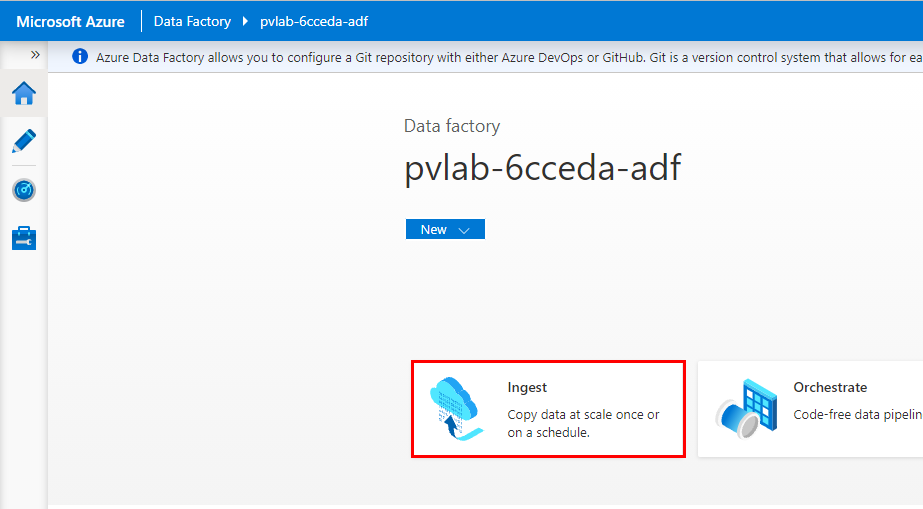 Microsoft Azure
Data Factory
pvlab-6cceda-adf
»
Azure Data Factory allows you to configure a Git repository with either Azure DevOps or GitHub. Git is a version control system that allows for ea
Data factory
pvlab-6cceda-adf
New
Ingest
Copy data at scale once or
on a schedule.
Orchestrate
Code-free data pipelin